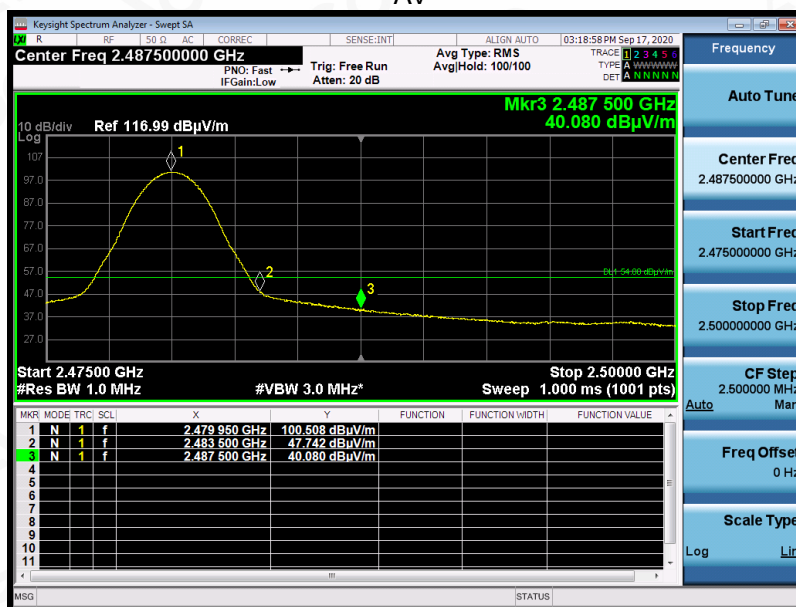 AV
Keysight Spectrum Analyzer - Swept SA
LXI R RF 50 Ω AC CORREC SENSE:INT ALIGN AUTO 03:18:58 PM Sep 17, 2020
Center Freq 2.487500000 GHz
PNO: Fast
IFGain:Low
Trig: Free Run
Atten: 20 dB
Avg Type: RMS
Avg|Hold: 100/100
TRACE 1 2 3 4 5 6
TYPE A WWWWW
DET A N N N N N
Mkr3 2.487 500 GHz
40.080 dBµV/m
10 dB/div Ref 116.99 dBµV/m
Log
107
97.0
87.0
77.0
67.0
57.0
47.0
37.0
27.0
1
2
3
DL1 54.00 dBµV/m
Start 2.47500 GHz Stop 2.50000 GHz
#Res BW 1.0 MHz #VBW 3.0 MHz* Sweep 1.000 ms (1001 pts)
MKR MODE TRC SCL X Y FUNCTION FUNCTION WIDTH FUNCTION VALUE
1 N 1 f 2.479 950 GHz 100.508 dBµV/m
2 N 1 f 2.483 500 GHz 47.742 dBµV/m
3 N 1 f 2.487 500 GHz 40.080 dBµV/m
4
5
6
7
8
9
10
11
MSG STATUS
Frequency
Auto Tune
Center Freq
2.487500000 GHz
Start Freq
2.475000000 GHz
Stop Freq
2.500000000 GHz
CF Step
2.500000 MHz
Auto Man
Freq Offset
0 Hz
Scale Type
Log Lin